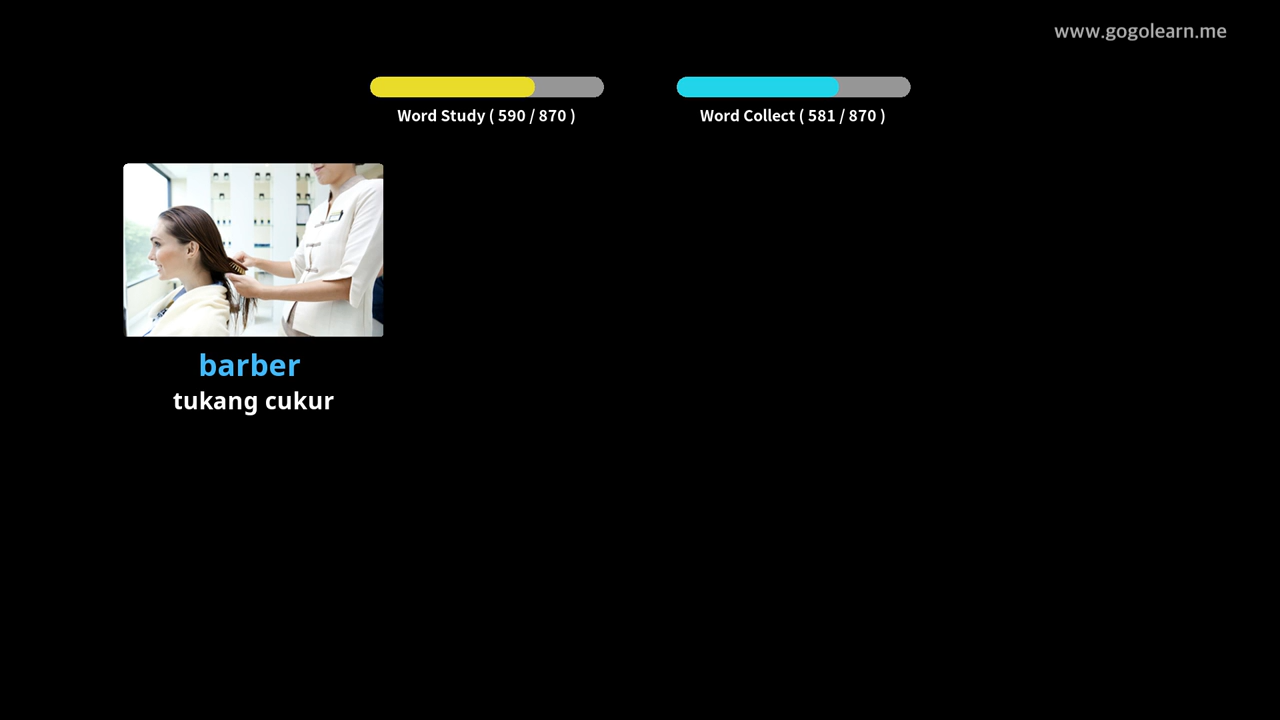 www.gogolearn.me
Word Study ( 590 / 870 )
Word Collect ( 581 / 870 )
barber
tukang cukur